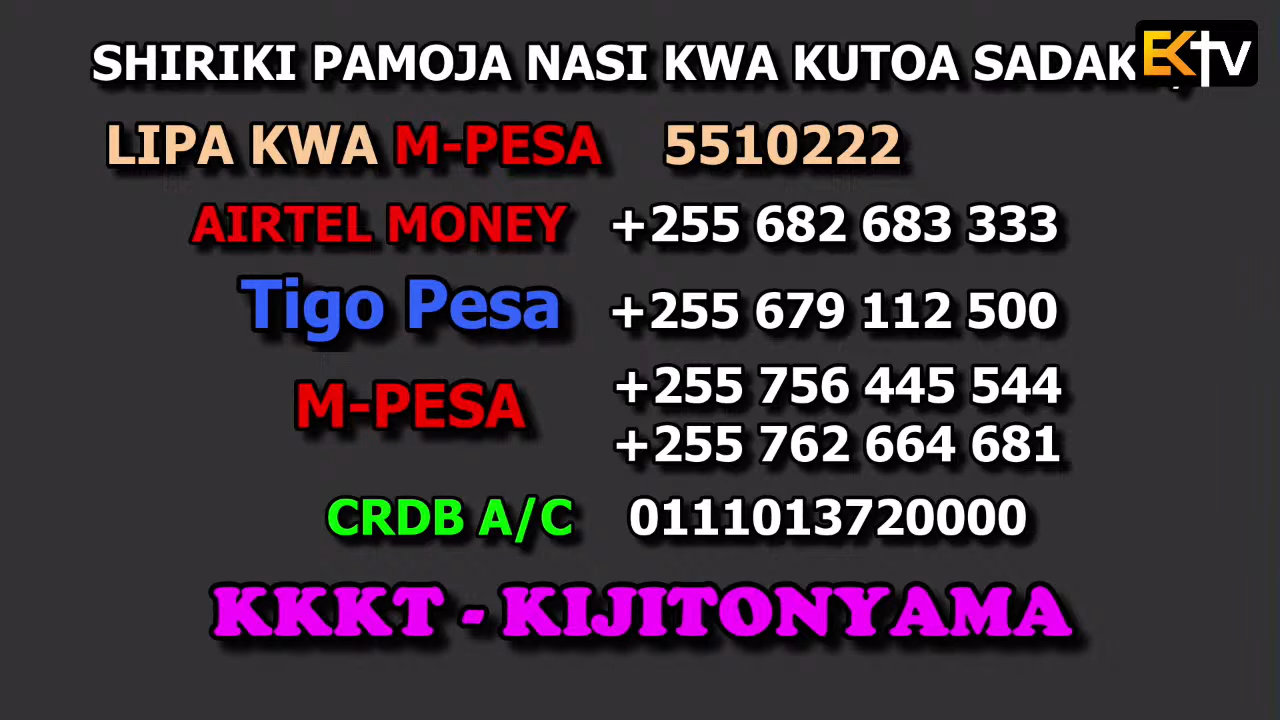 SHIRIKI PAMOJA NASI KWA KUTOA
EKTV
LIPA KWA M-PESA 5510222
AIRTEL MONEY +255 682 683 333
Tigo Pesa +255 679 112 500
M-PESA +255 756 445 544
+255 762 664 681
CRDB A/C 0111013720000
KKKT - KIJITONYAMA